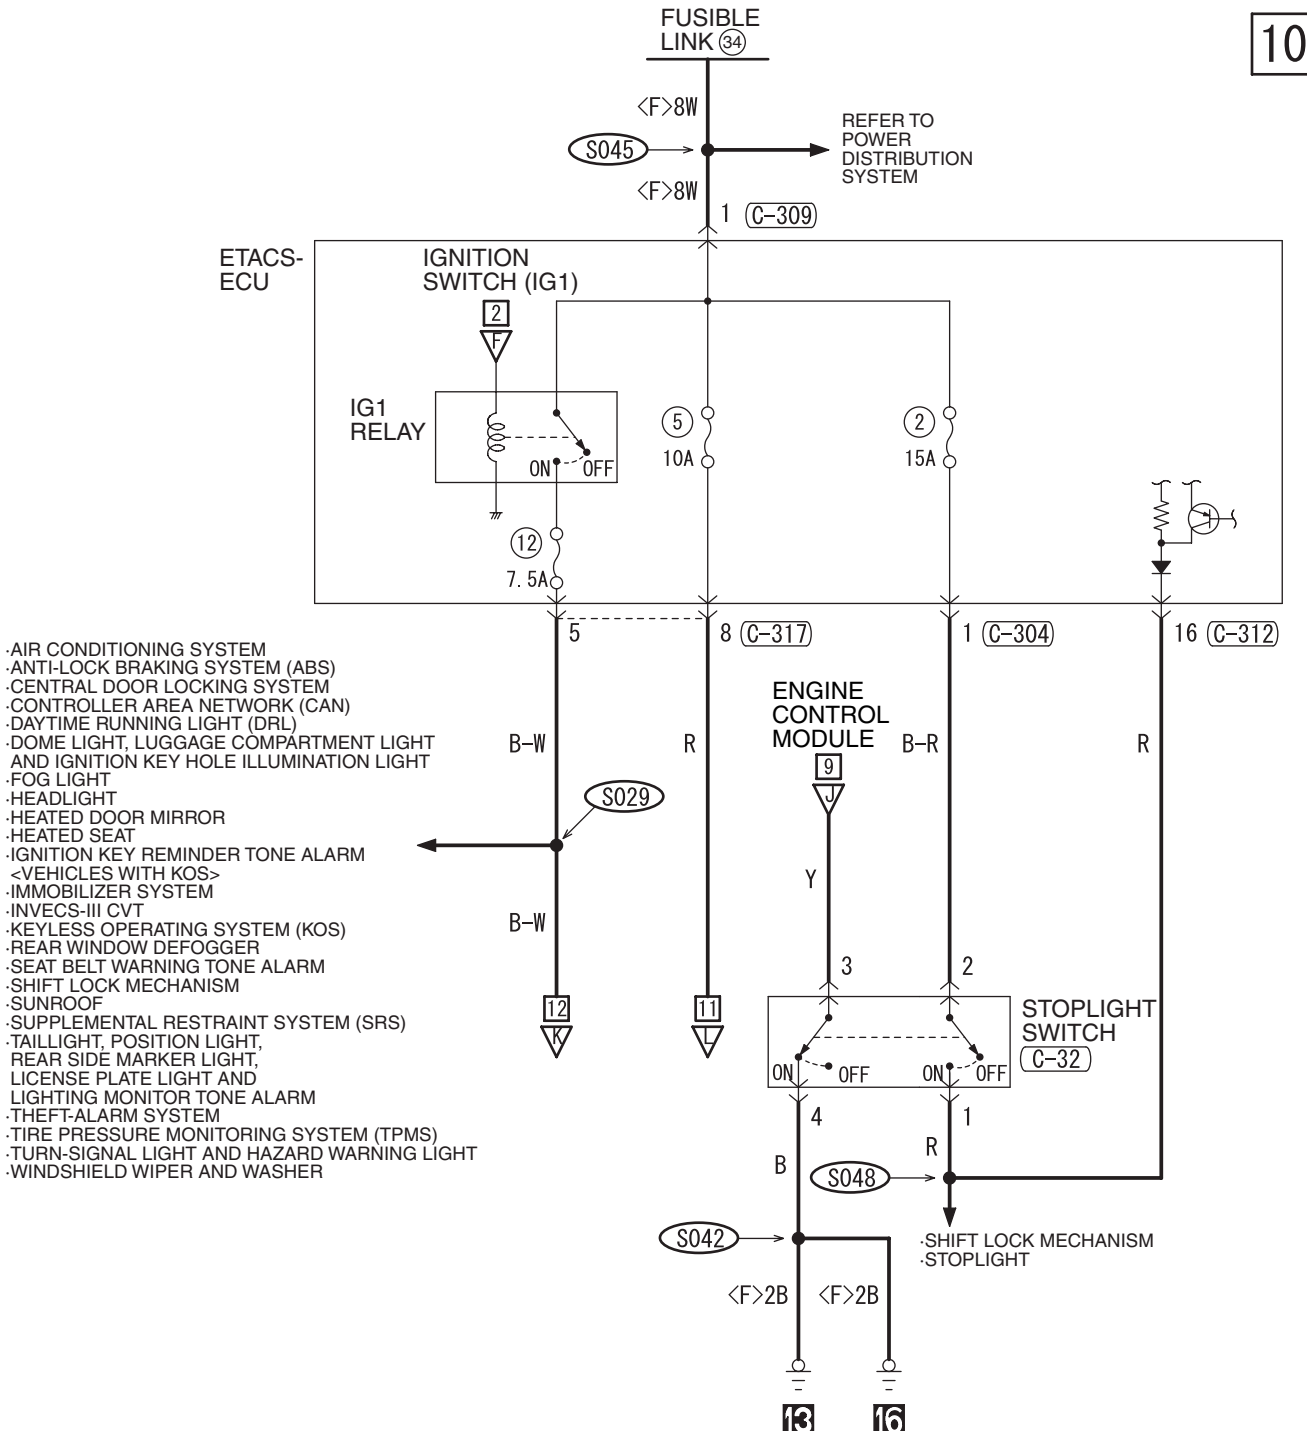 FUSIBLE
LINK 34
10
<F>8W
S045
REFER TO
POWER
DISTRIBUTION
SYSTEM
<F>8W
1 C-309
ETACS-
ECU
IGNITION
SWITCH (IG1)
2
F
IG1
RELAY
ON OFF
5
10A
2
15A
12
7.5A
5
8 C-317
1 C-304
16 C-312
·AIR CONDITIONING SYSTEM
·ANTI-LOCK BRAKING SYSTEM (ABS)
·CENTRAL DOOR LOCKING SYSTEM
·CONTROLLER AREA NETWORK (CAN)
·DAYTIME RUNNING LIGHT (DRL)
·DOME LIGHT, LUGGAGE COMPARTMENT LIGHT
AND IGNITION KEY HOLE ILLUMINATION LIGHT
·FOG LIGHT
·HEADLIGHT
·HEATED DOOR MIRROR
·HEATED SEAT
·IGNITION KEY REMINDER TONE ALARM
<VEHICLES WITH KOS>
·IMMOBILIZER SYSTEM
·INVECS-III CVT
·KEYLESS OPERATING SYSTEM (KOS)
·REAR WINDOW DEFOGGER
·SEAT BELT WARNING TONE ALARM
·SHIFT LOCK MECHANISM
·SUNROOF
·SUPPLEMENTAL RESTRAINT SYSTEM (SRS)
·TAILLIGHT, POSITION LIGHT,
REAR SIDE MARKER LIGHT,
LICENSE PLATE LIGHT AND
LIGHTING MONITOR TONE ALARM
·THEFT-ALARM SYSTEM
·TIRE PRESSURE MONITORING SYSTEM (TPMS)
·TURN-SIGNAL LIGHT AND HAZARD WARNING LIGHT
·WINDSHIELD WIPER AND WASHER
B-W
R
ENGINE
CONTROL
MODULE
9
J
B-R
R
S029
Y
B-W
12
K
11
L
3
2
STOPLIGHT
SWITCH
C-32
ON OFF
ON OFF
4
1
B
R
S048
S042
·SHIFT LOCK MECHANISM
·STOPLIGHT
<F>2B
<F>2B
13
16